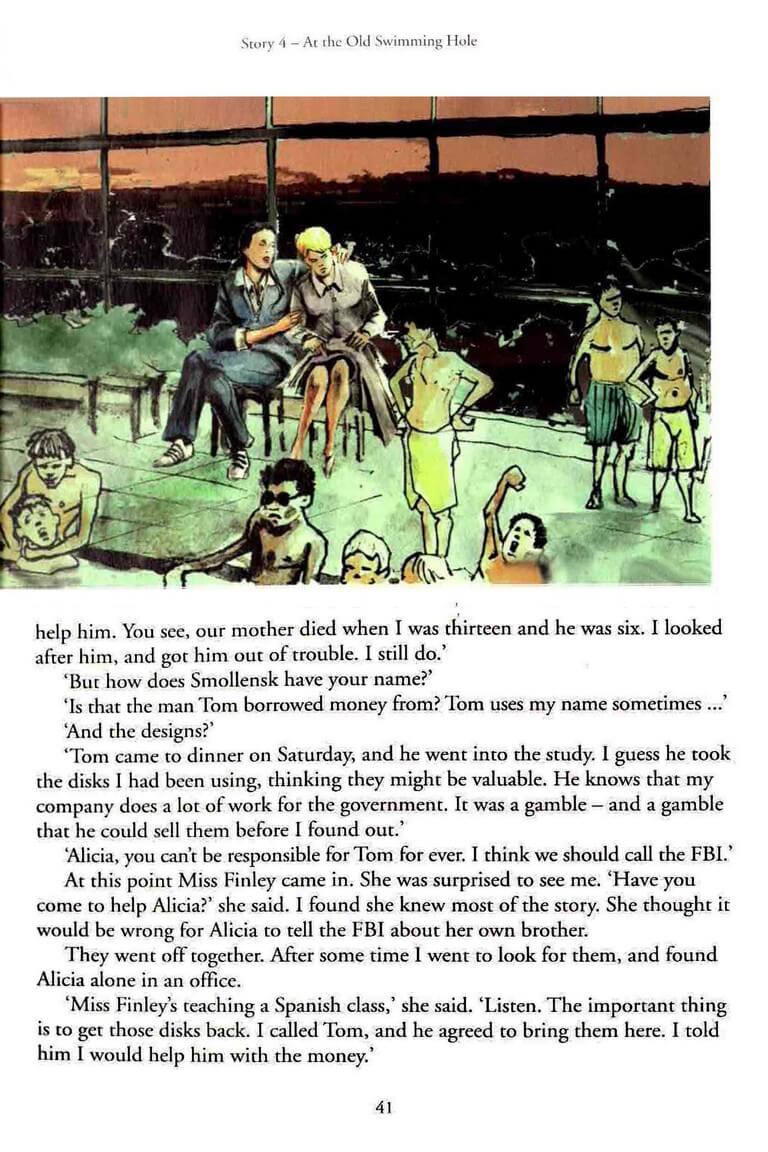 Story 4 – At the Old Swimming Hole
help him. You see, our mother died when I was thirteen and he was six. I looked
after him, and got him out of trouble. I still do.’
‘But how does Smollensk have your name?’
‘Is that the man Tom borrowed money from? Tom uses my name sometimes ...’
‘And the designs?’
‘Tom came to dinner on Saturday, and he went into the study. I guess he took
the disks I had been using, thinking they might be valuable. He knows that my
company does a lot of work for the government. It was a gamble – and a gamble
that he could sell them before I found out.’
‘Alicia, you can’t be responsible for Tom for ever. I think we should call the FBI.’
At this point Miss Finley came in. She was surprised to see me. ‘Have you
come to help Alicia?’ she said. I found she knew most of the story. She thought it
would be wrong for Alicia to tell the FBI about her own brother.
They went off together. After some time I went to look for them, and found
Alicia alone in an office.
‘Miss Finley’s teaching a Spanish class,’ she said. ‘Listen. The important thing
is to get those disks back. I called Tom, and he agreed to bring them here. I told
him I would help him with the money.’
41